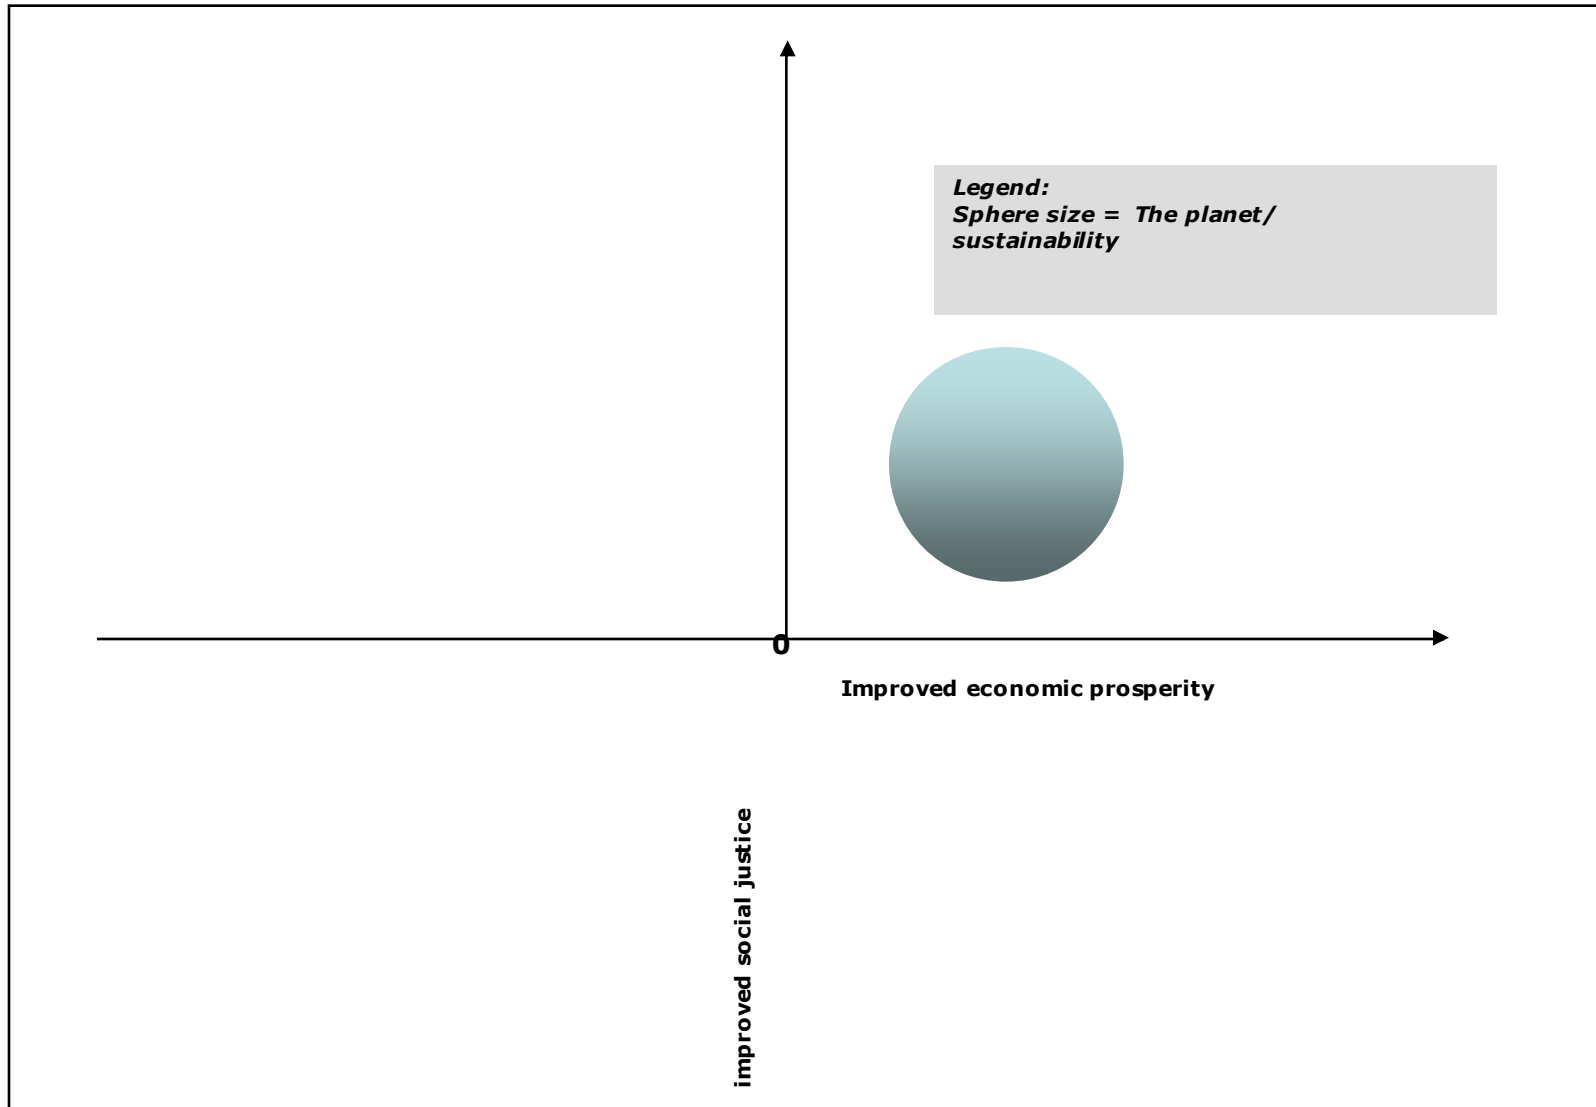 Legend:
Sphere size = The planet/
sustainability
0
Improved economic prosperity
improved social justice